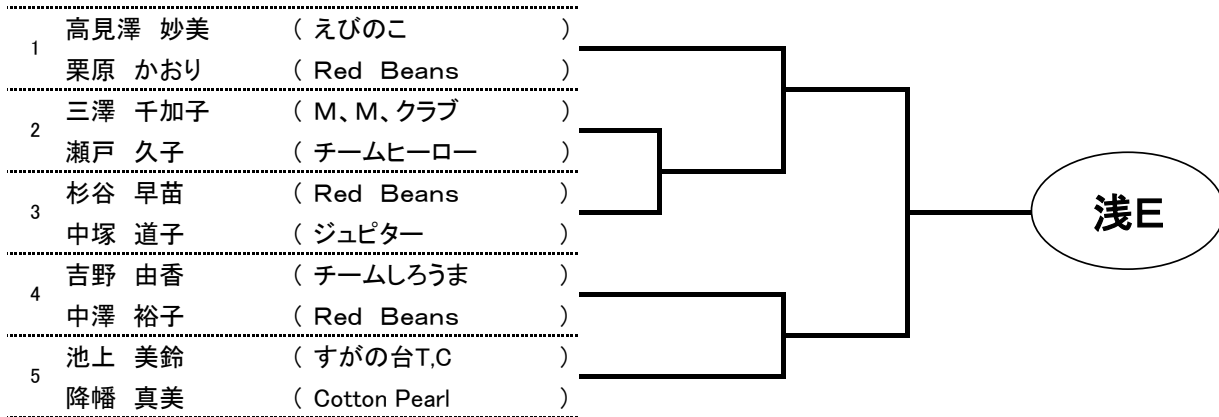 1
高見澤 妙美 ( えびのこ )
栗原 かおり ( Red Beans )
2
三澤 千加子 ( M、M、クラブ )
瀬戸 久子 ( チームヒーロー )
3
杉谷 早苗 ( Red Beans )
中塚 道子 ( ジュピター )
4
吉野 由香 ( チームしろうま )
中澤 裕子 ( Red Beans )
5
池上 美鈴 ( すがの台T,C )
降幡 真美 ( Cotton Pearl )
浅E